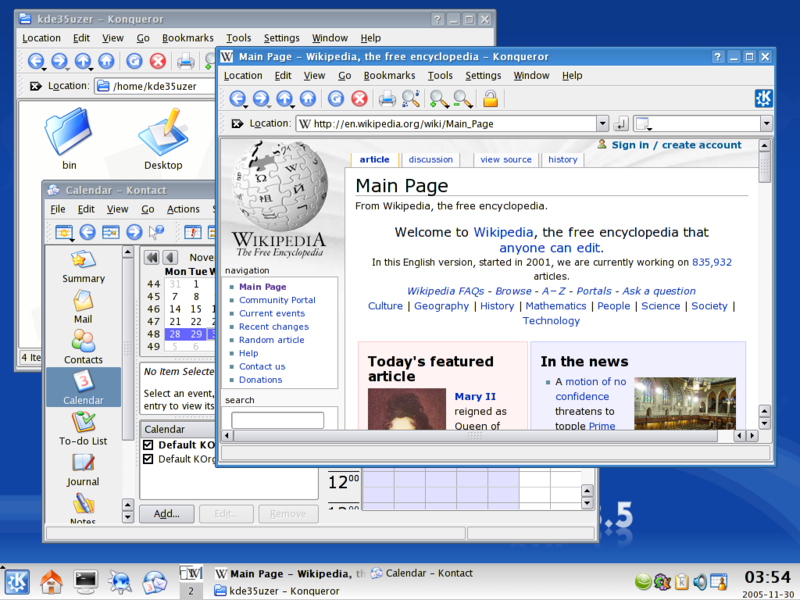 kde35uzer – Konqueror
Location Edit View Go Bookmarks Tools Settings Window Help
Location: /home/kde35uzer
bin
Desktop
4 Ite
Calendar – Kontact
File Edit View Go Actions
Summary
Mail
Contacts
Calendar
To-do List
Journal
Notes
Nove
Mon Tue W
44 31 1
45 7 8
46 14 15
47 21 22
48 28 29
49 5 6
No Item Selecte
Select an event,
entry to view its
Calendar
Default KO
Default KOrg
Add... Edit... Remove
12 00
Main Page – Wikipedia, the free encyclopedia – Konqueror
Location Edit View Go Bookmarks Tools Settings Window Help
Location: W http://en.wikipedia.org/wiki/Main_Page
WIKIPEDIA
The Free Encyclopedia
navigation
Main Page
Community Portal
Current events
Recent changes
Random article
Help
Contact us
Donations
search
Sign in / create account
article discussion view source history
Main Page
From Wikipedia, the free encyclopedia.
Welcome to Wikipedia, the free encyclopedia that
anyone can edit.
In this English version, started in 2001, we are currently working on 835,932
articles.
Wikipedia FAQs - Browse - A–Z - Portals - Ask a question
Culture | Geography | History | Mathematics | People | Science | Society |
Technology
Today's featured
article
Mary II
reigned as
Queen of
In the news
A motion of no
confidence
threatens to
topple Prime
3.5
2
Main Page – Wikipedia, th
Calendar – Kontact
kde35uzer – Konqueror
03:54
2005-11-30